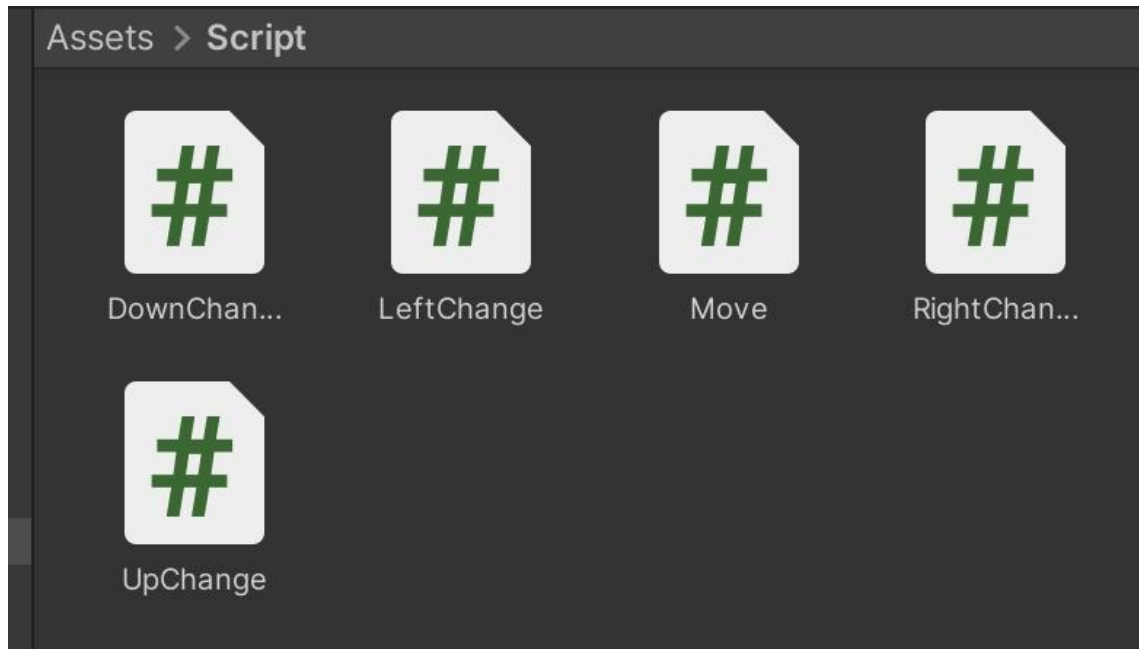 Assets > Script
DownChan...
LeftChange
Move
RightChan...
UpChange